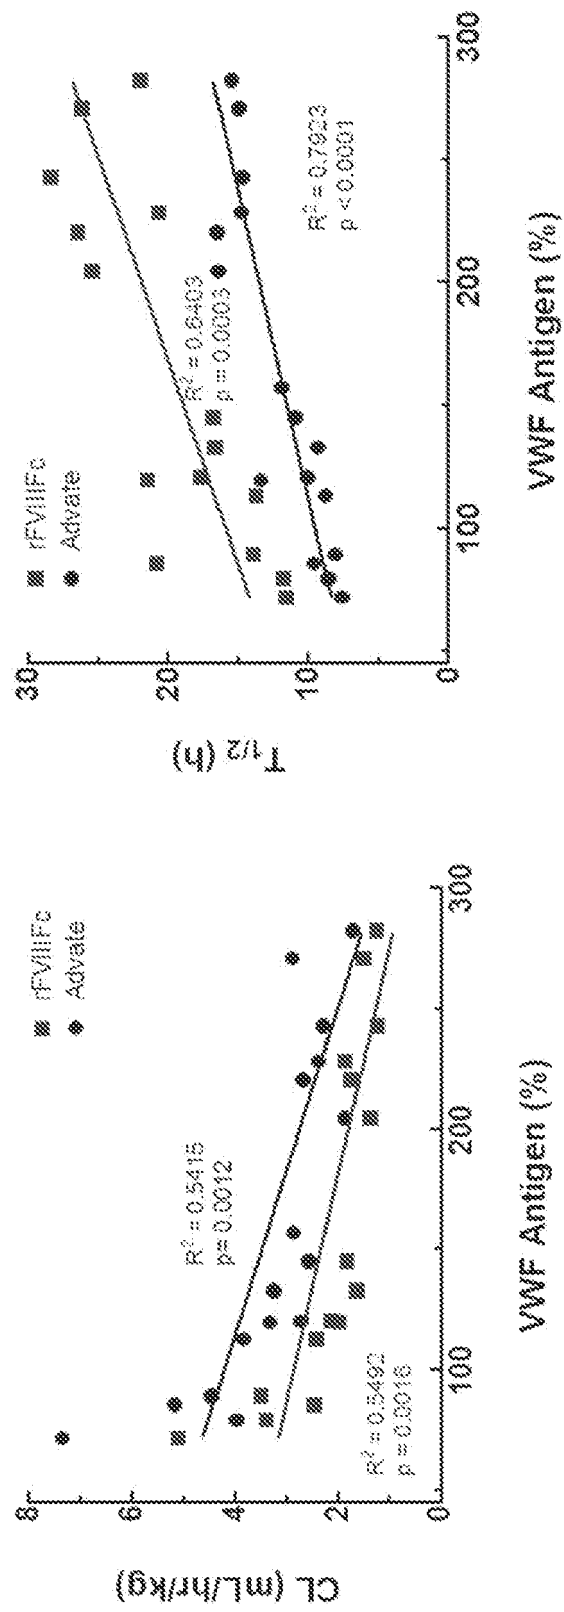 rFVIIIFc
Advate
CL (mL/hr/kg)
8
6
4
2
0
R² = 0.5415
p= 0.0012
R² = 0.5492
p = 0.0016
100
200
300
VWF Antigen (%)
rFVIIIFc
Advate
T1/2 (h)
30
20
10
0
R² = 0.6403
p = 0.0003
R² = 0.7923
p < 0.0001
100
200
300
VWF Antigen (%)